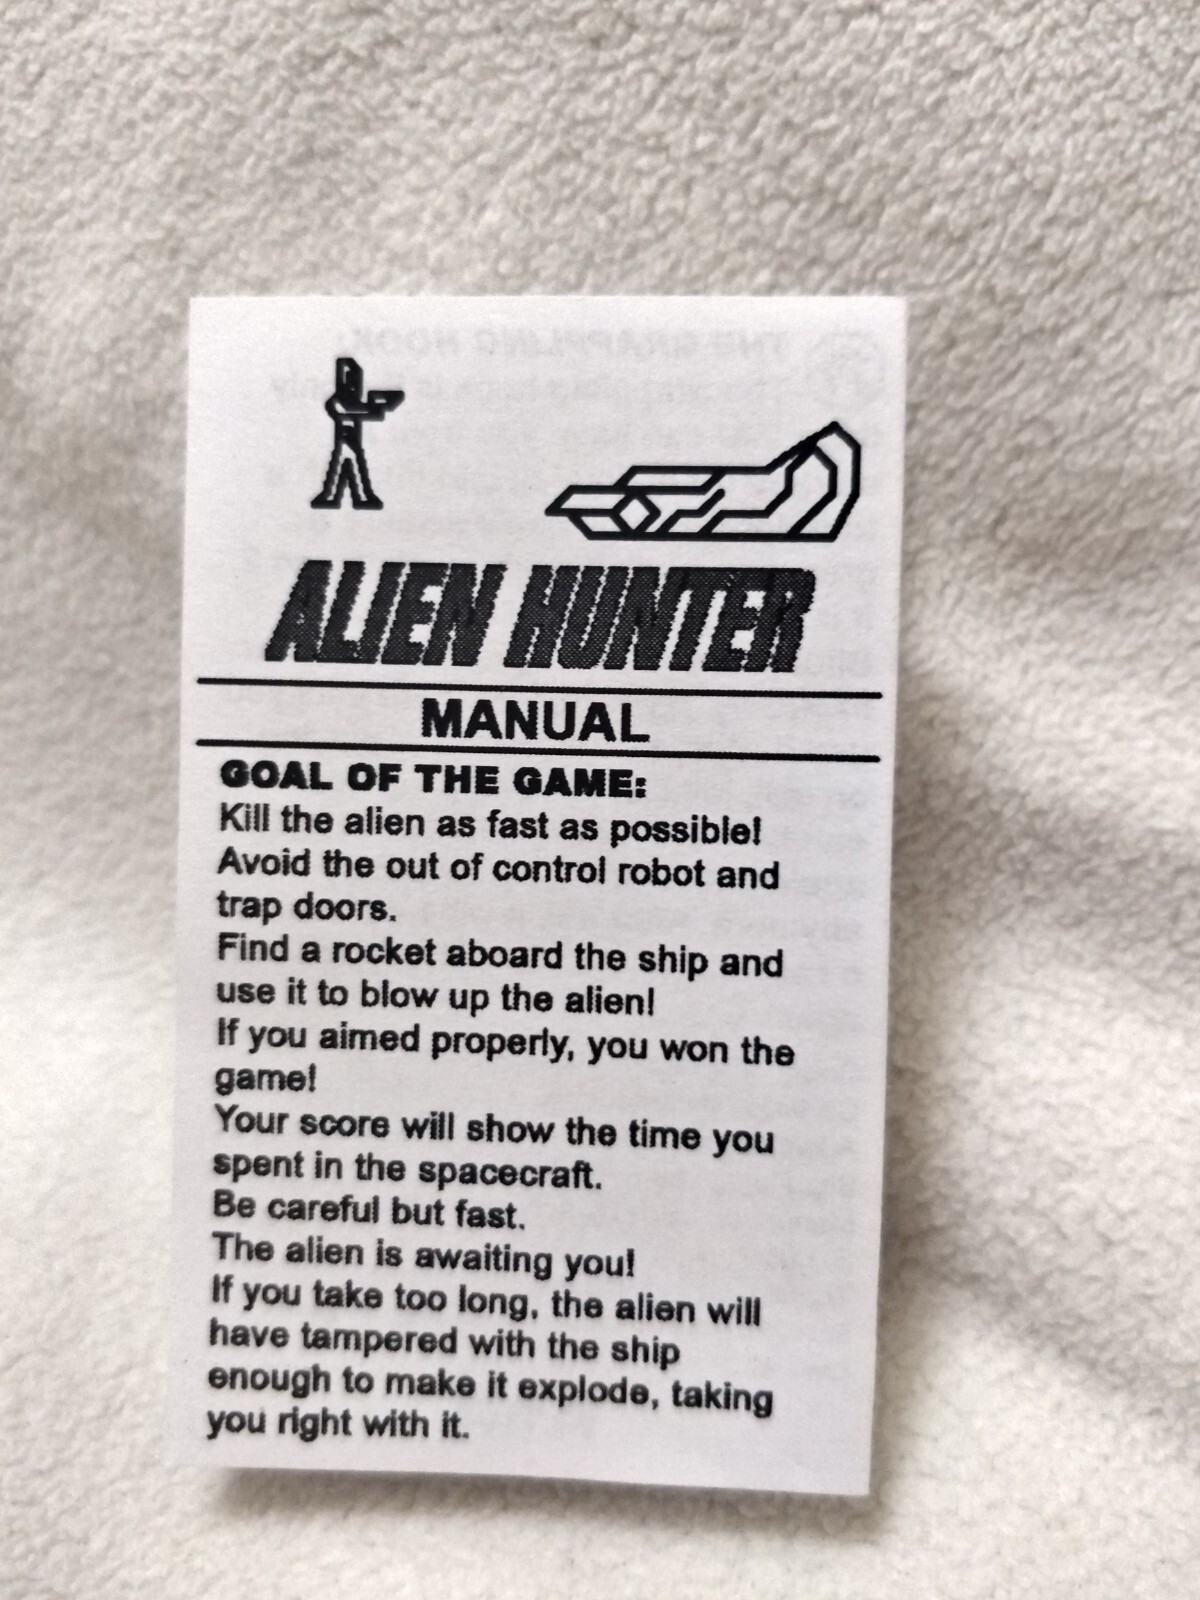 ALIEN HUNTER
MANUAL
GOAL OF THE GAME:
Kill the alien as fast as possible!
Avoid the out of control robot and
trap doors.
Find a rocket aboard the ship and
use it to blow up the alien!
If you aimed properly, you won the
game!
Your score will show the time you
spent in the spacecraft.
Be careful but fast.
The alien is awaiting you!
If you take too long, the alien will
have tampered with the ship
enough to make it explode, taking
you right with it.